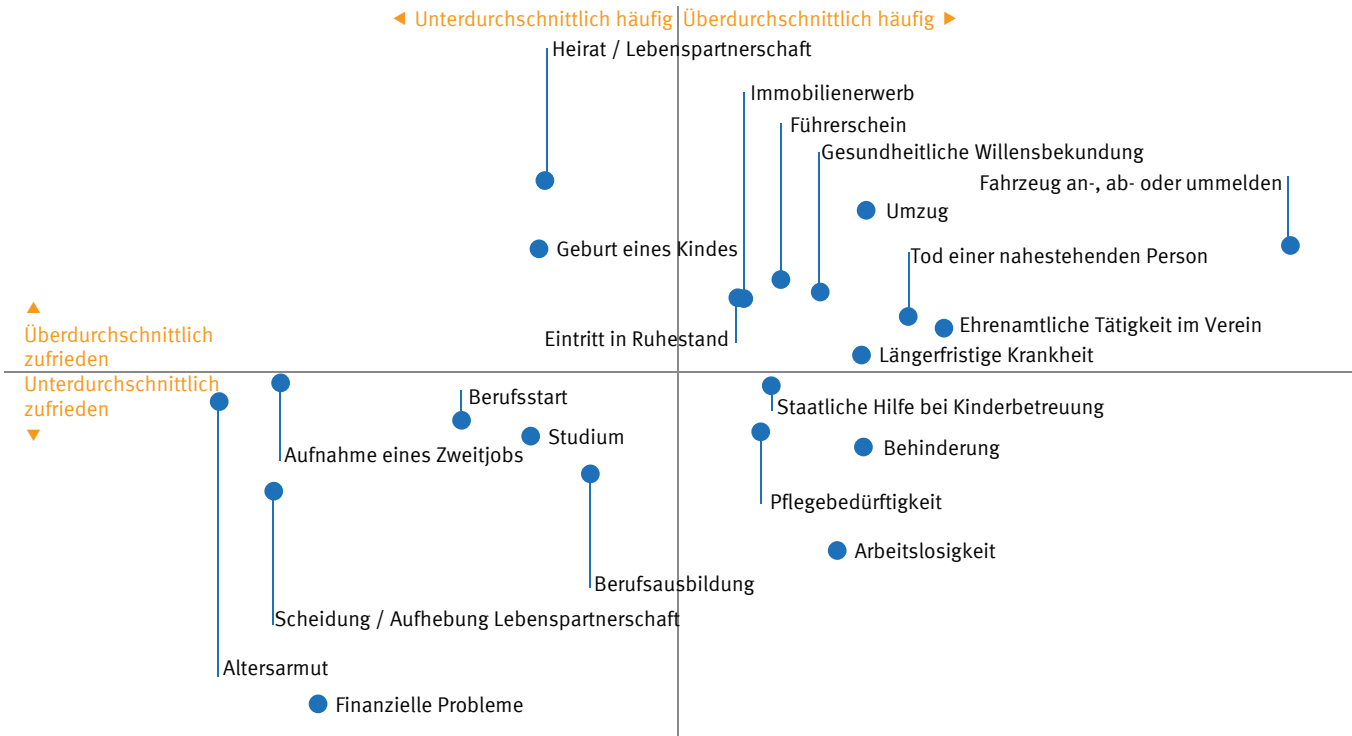 ◄ Unterdurchschnittlich häufig
Überdurchschnittlich häufig ►
Heirat / Lebenspartnerschaft
Immobilienerwerb
Führerschein
Gesundheitliche Willensbekundung
Fahrzeug an-, ab- oder ummelden
Umzug
Geburt eines Kindes
Tod einer nahestehenden Person
▲
Überdurchschnittlich
zufrieden
Ehrenamtliche Tätigkeit im Verein
Eintritt in Ruhestand
Längerfristige Krankheit
Unterdurchschnittlich
zufrieden
▼
Berufsstart
Staatliche Hilfe bei Kinderbetreuung
Studium
Behinderung
Aufnahme eines Zweitjobs
Pflegebedürftigkeit
Arbeitslosigkeit
Berufsausbildung
Scheidung / Aufhebung Lebenspartnerschaft
Altersarmut
Finanzielle Probleme